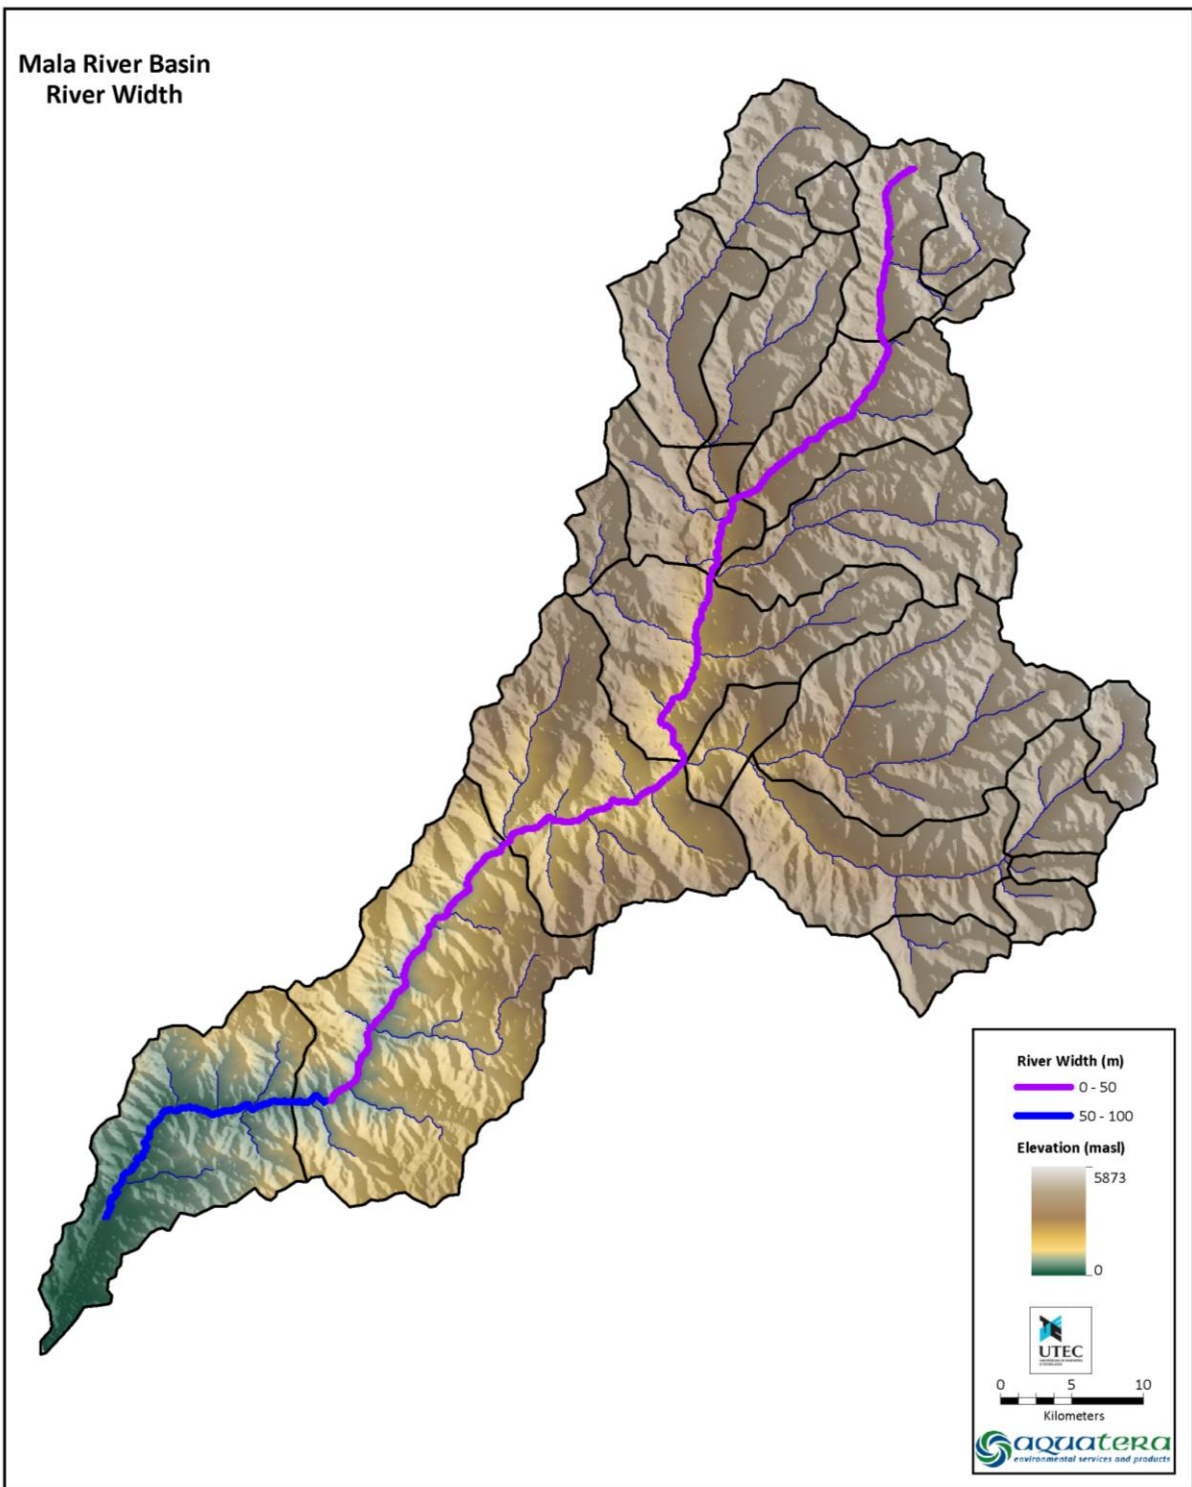 Mala River Basin
River Width
River Width (m)
0 - 50
50 - 100
Elevation (masl)
5873
0
UTEC
0 5 10
Kilometers
aquatera
environmental services and products